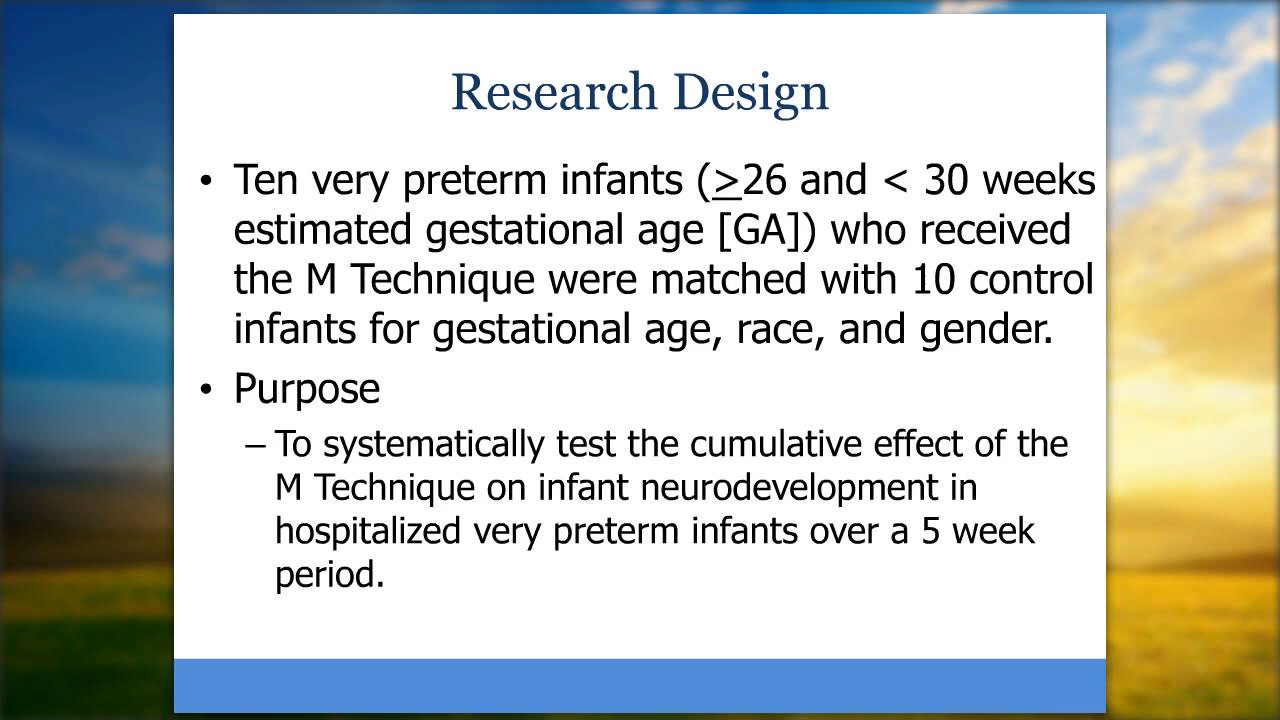 Research Design
• Ten very preterm infants (>26 and < 30 weeks
estimated gestational age [GA]) who received
the M Technique were matched with 10 control
infants for gestational age, race, and gender.
• Purpose
– To systematically test the cumulative effect of the
M Technique on infant neurodevelopment in
hospitalized very preterm infants over a 5 week
period.